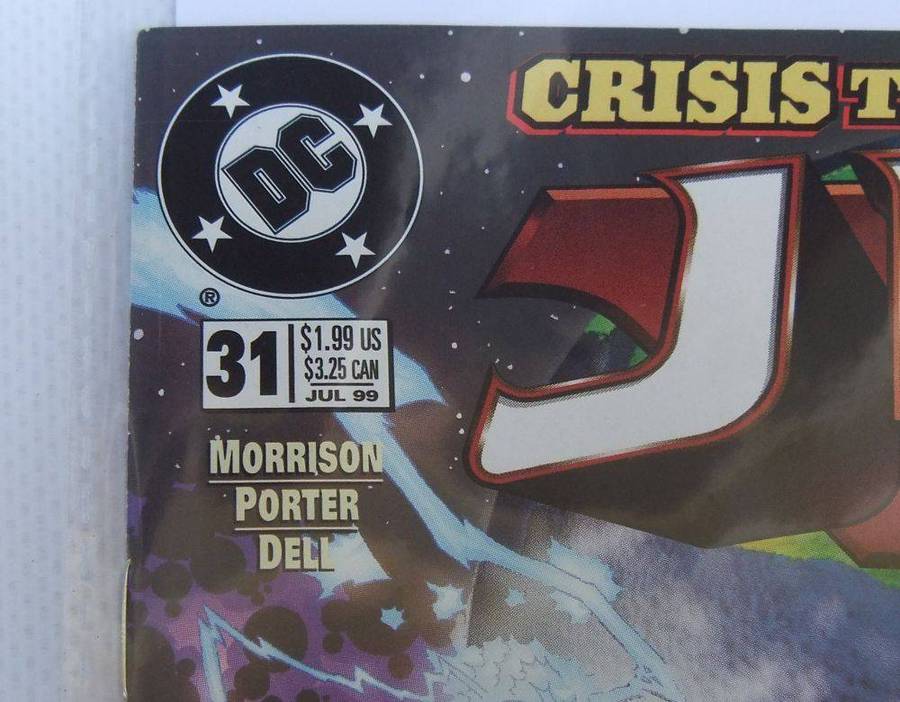 DC
®
CRISIS T
J
31
$1.99 US
$3.25 CAN
JUL 99
MORRISON
PORTER
DELL